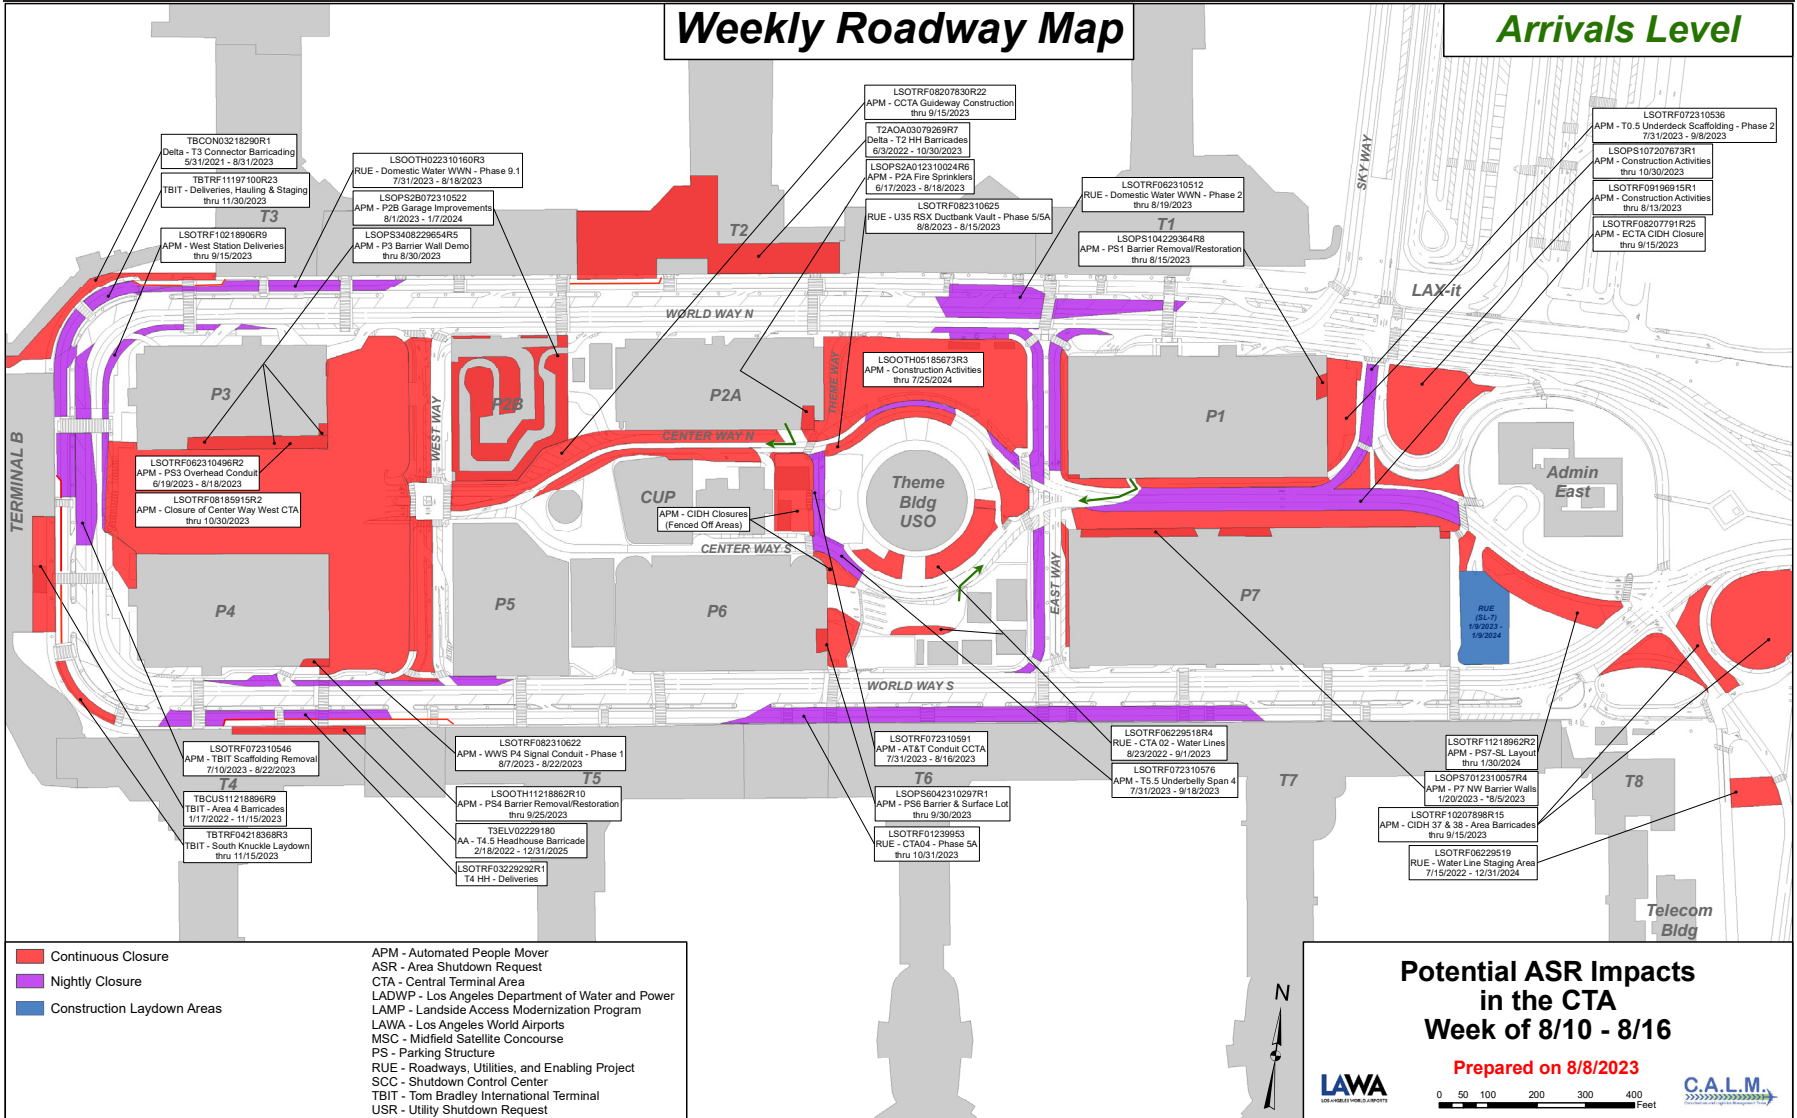 Weekly Roadway Map
Arrivals Level
LSOTRF08207830R22
APM - CCTA Guideway Construction
thru 9/15/2023
T2AOA03079269R7
Delta - T2 HH Barricades
6/3/2022 - 10/30/2023
LSOPS2A012310024R6
APM - P2A Fire Sprinklers
6/17/2023 - 8/18/2023
LSOTRF082310625
RUE - U35 RSX Ductbank Vault - Phase 5/5A
8/8/2023 - 8/15/2023
TBCON03218290R1
Delta - T3 Connector Barricading
5/31/2021 - 8/31/2023
TBTRF11197100R23
TBIT - Deliveries, Hauling & Staging
thru 11/30/2023
LSOTRF10218906R9
APM - West Station Deliveries
thru 9/15/2023
LSOOTH022310160R3
RUE - Domestic Water WWN - Phase 9.1
7/31/2023 - 8/18/2023
LSOPS2B072310522
APM - P2B Garage Improvements
8/1/2023 - 1/7/2024
LSOPS3408229654R5
APM - P3 Barrier Wall Demo
thru 8/30/2023
LSOTRF062310512
RUE - Domestic Water WWN - Phase 2
thru 8/19/2023
LSOPS104229364R8
APM - PS1 Barrier Removal/Restoration
thru 8/15/2023
LSOTRF072310536
APM - T0.5 Underdeck Scaffolding - Phase 2
7/31/2023 - 9/8/2023
LSOPS107207673R1
APM - Construction Activities
thru 10/30/2023
LSOTRF09196915R1
APM - Construction Activities
thru 8/13/2023
LSOTRF08207791R25
APM - ECTA CIDH Closure
thru 9/15/2023
T3
T2
T1
SKY WAY
LAX-it
WORLD WAY N
LSOOTH05185673R3
APM - Construction Activities
thru 7/25/2024
P3
P2B
P2A
THEME WAY
P1
WEST WAY
CENTER WAY N
TERMINAL B
LSOTRF062310496R2
APM - PS3 Overhead Conduit
6/19/2023 - 8/18/2023
LSOTRF08185915R2
APM - Closure of Center Way West CTA
thru 10/30/2023
CUP
APM - CIDH Closures
(Fenced Off Areas)
Theme
Bldg
USO
Admin
East
CENTER WAY S
EAST WAY
P4
P5
P6
P7
RUE
(SL-7)
1/9/2023 -
1/9/2024
WORLD WAY S
LSOTRF072310546
APM - TBIT Scaffolding Removal
7/10/2023 - 8/22/2023
T4
TBCUS11218896R9
TBIT - Area 4 Barricades
1/17/2022 - 11/15/2023
TBTRF04218368R3
TBIT - South Knuckle Laydown
thru 11/15/2023
LSOTRF082310622
APM - WWS P4 Signal Conduit - Phase 1
8/7/2023 - 8/22/2023
T5
LSOOTH11218862R10
APM - PS4 Barrier Removal/Restoration
thru 9/25/2023
T3ELV02229180
AA - T4.5 Headhouse Barricade
2/18/2022 - 12/31/2025
LSOTRF03229292R1
T4 HH - Deliveries
LSOTRF072310591
APM - AT&T Conduit CCTA
7/31/2023 - 8/16/2023
T6
LSOPS6042310297R1
APM - PS6 Barrier & Surface Lot
thru 9/30/2023
LSOTRF01239953
RUE - CTA04 - Phase 5A
thru 10/31/2023
LSOTRF06229518R4
RUE - CTA 02 - Water Lines
8/23/2022 - 9/1/2023
LSOTRF072310576
APM - T5.5 Underbelly Span 4
7/31/2023 - 9/18/2023
T7
LSOTRF11218962R2
APM - PS7-SL Layout
thru 1/30/2024
LSOPS7012310057R4
APM - P7 NW Barrier Walls
1/20/2023 - *8/5/2023
LSOTRF10207898R15
APM - CIDH 37 & 38 - Area Barricades
thru 9/15/2023
LSOTRF06229519
RUE - Water Line Staging Area
7/15/2022 - 12/31/2024
T8
Telecom
Bldg
Continuous Closure
Nightly Closure
Construction Laydown Areas
APM - Automated People Mover
ASR - Area Shutdown Request
CTA - Central Terminal Area
LADWP - Los Angeles Department of Water and Power
LAMP - Landside Access Modernization Program
LAWA - Los Angeles World Airports
MSC - Midfield Satellite Concourse
PS - Parking Structure
RUE - Roadways, Utilities, and Enabling Project
SCC - Shutdown Control Center
TBIT - Tom Bradley International Terminal
USR - Utility Shutdown Request
N
Potential ASR Impacts
in the CTA
Week of 8/10 - 8/16
Prepared on 8/8/2023
LAWA
LOS ANGELES WORLD AIRPORTS
0 50 100 200 300 400
Feet
C.A.L.M.